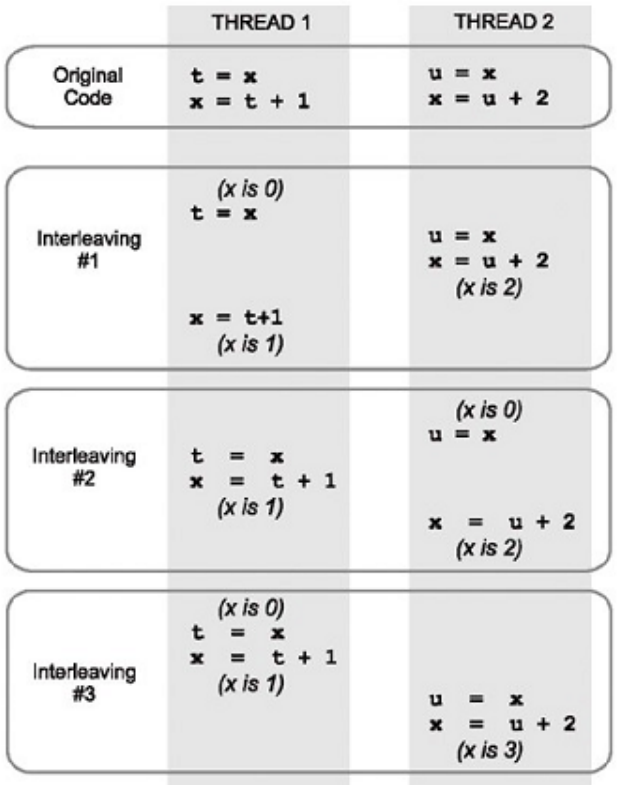 THREAD 1
THREAD 2
Original
Code
t = x
x = t + 1
u = x
x = u + 2
Interleaving
#1
(x is 0)
t = x
u = x
x = u + 2
(x is 2)
x = t+1
(x is 1)
Interleaving
#2
(x is 0)
u = x
t = x
x = t + 1
(x is 1)
x = u + 2
(x is 2)
Interleaving
#3
(x is 0)
t = x
x = t + 1
(x is 1)
u = x
x = u + 2
(x is 3)